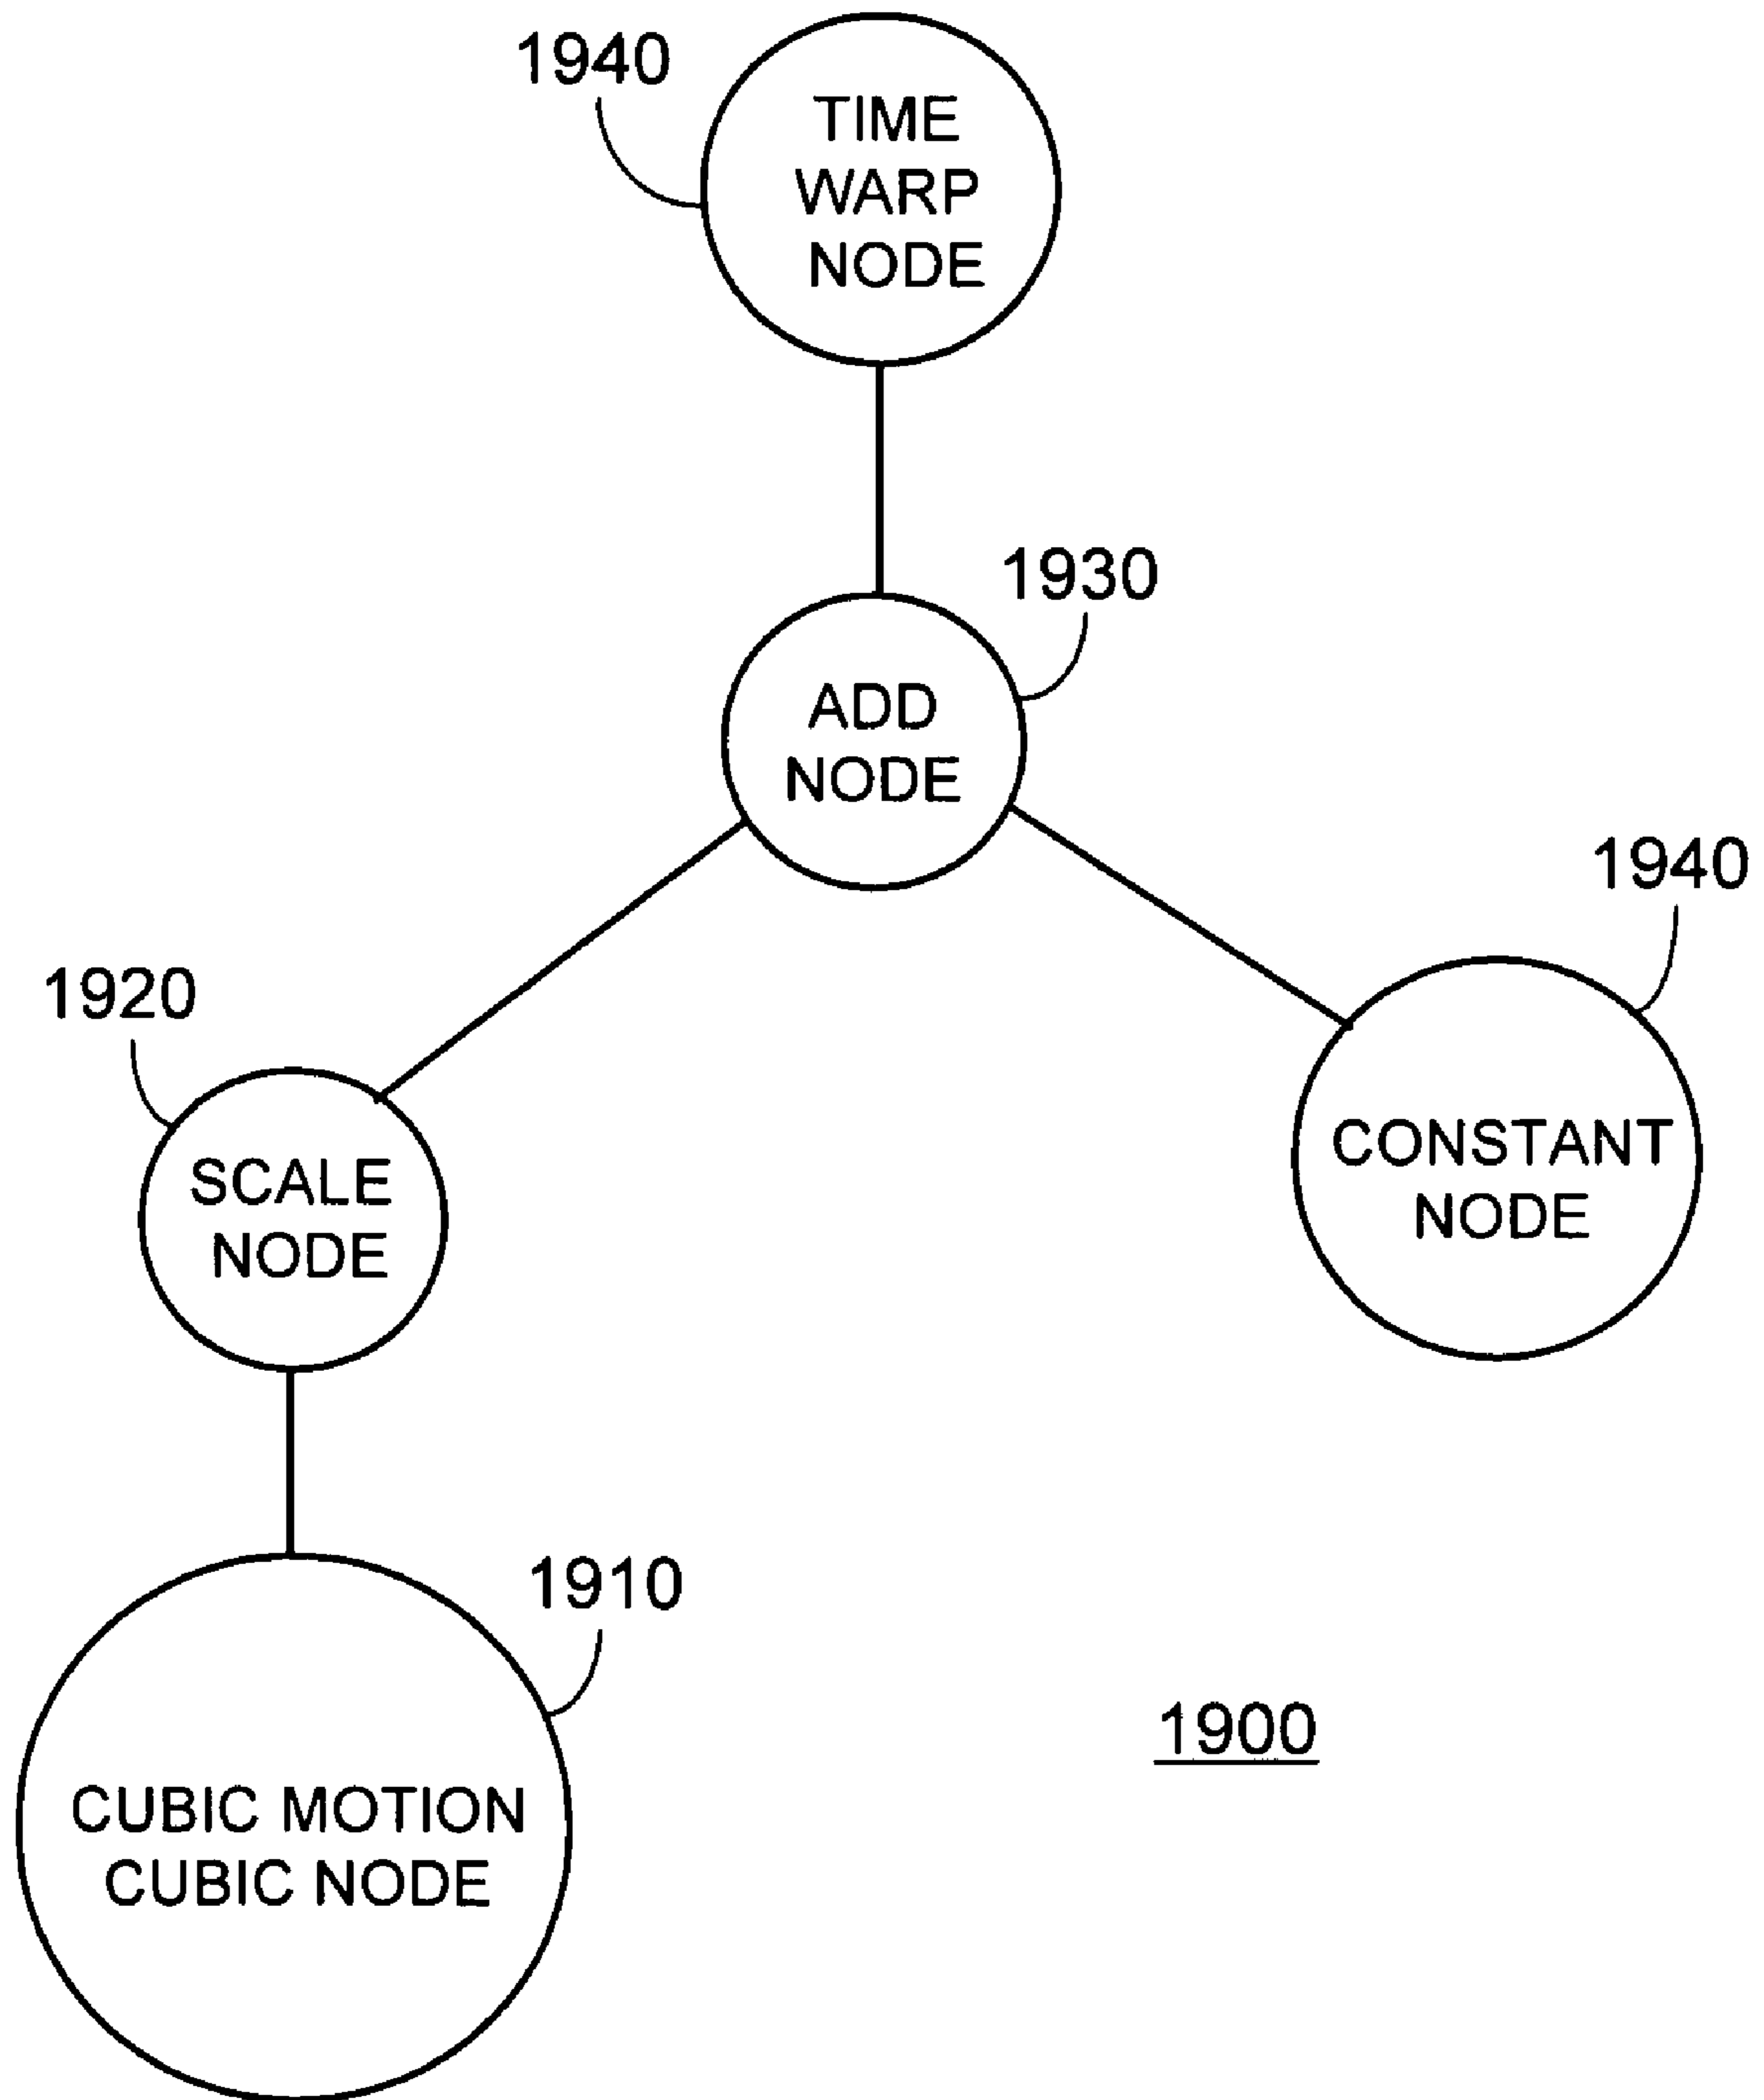 1940
TIME
WARP
NODE
1930
ADD
NODE
1940
1920
CONSTANT
NODE
SCALE
NODE
1910
1900
CUBIC MOTION
CUBIC NODE